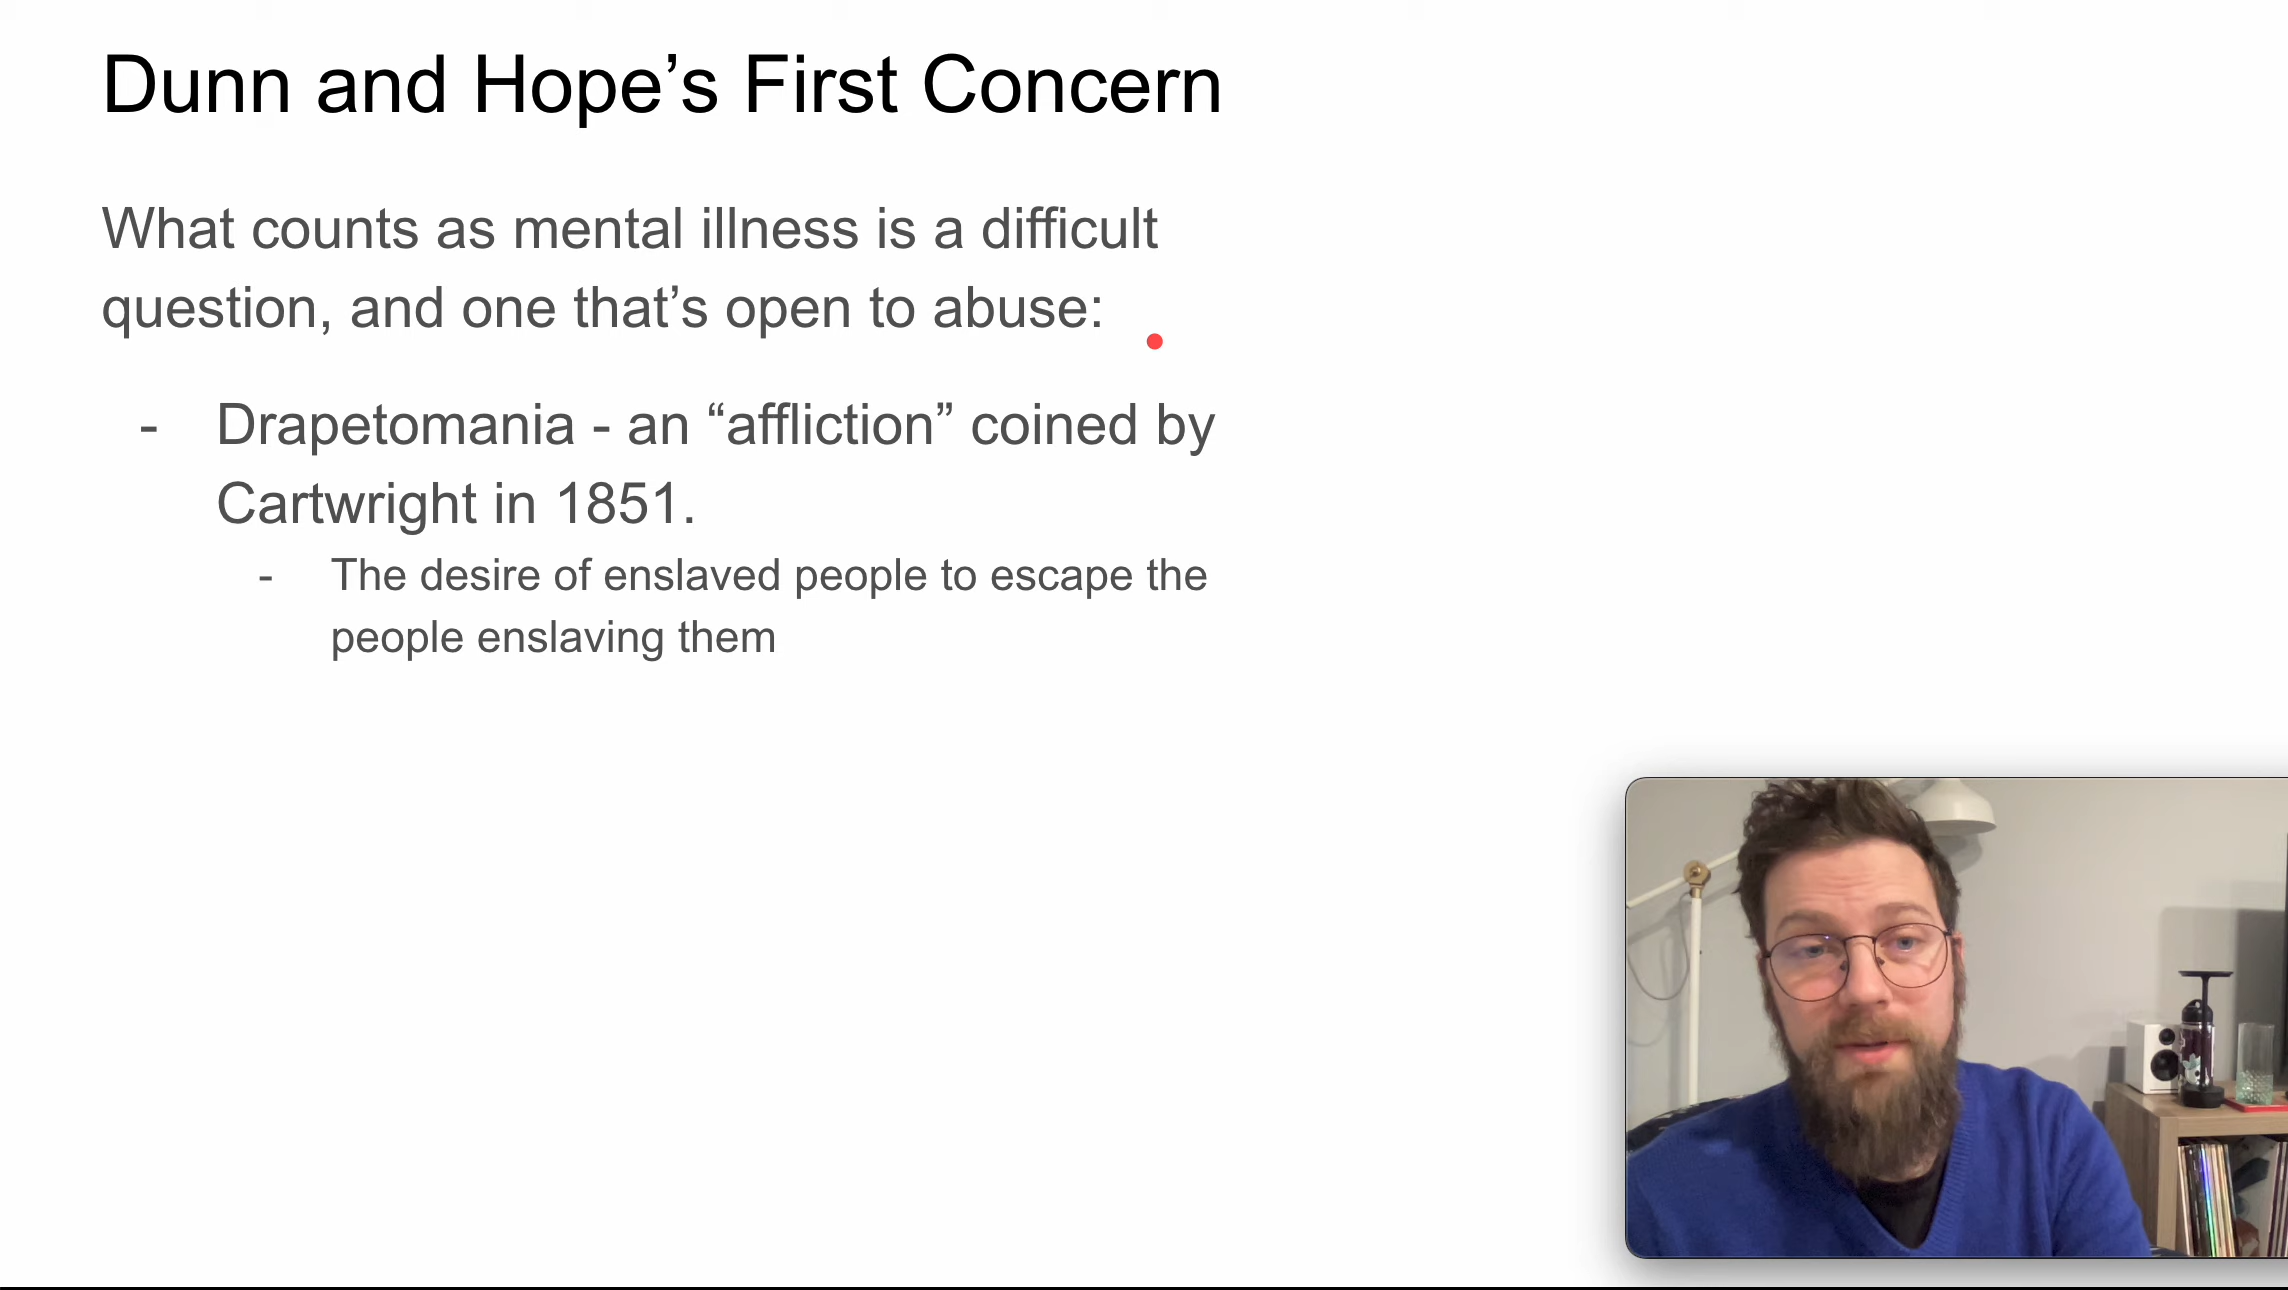 Dunn and Hope’s First Concern
What counts as mental illness is a difficult
question, and one that’s open to abuse:
- Drapetomania - an “affliction” coined by
Cartwright in 1851.
- The desire of enslaved people to escape the
people enslaving them